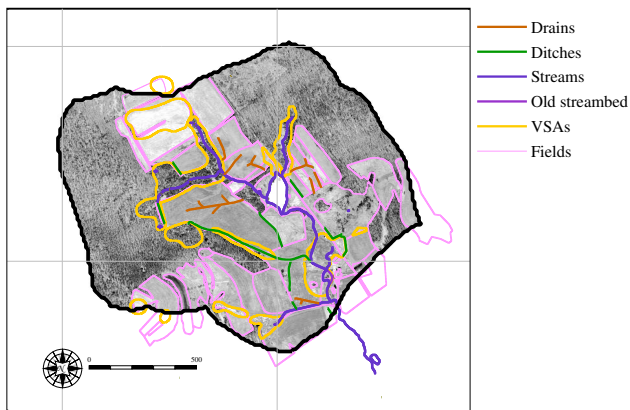 Drains
Ditches
Streams
Old streambed
VSAs
Fields
N
0
500